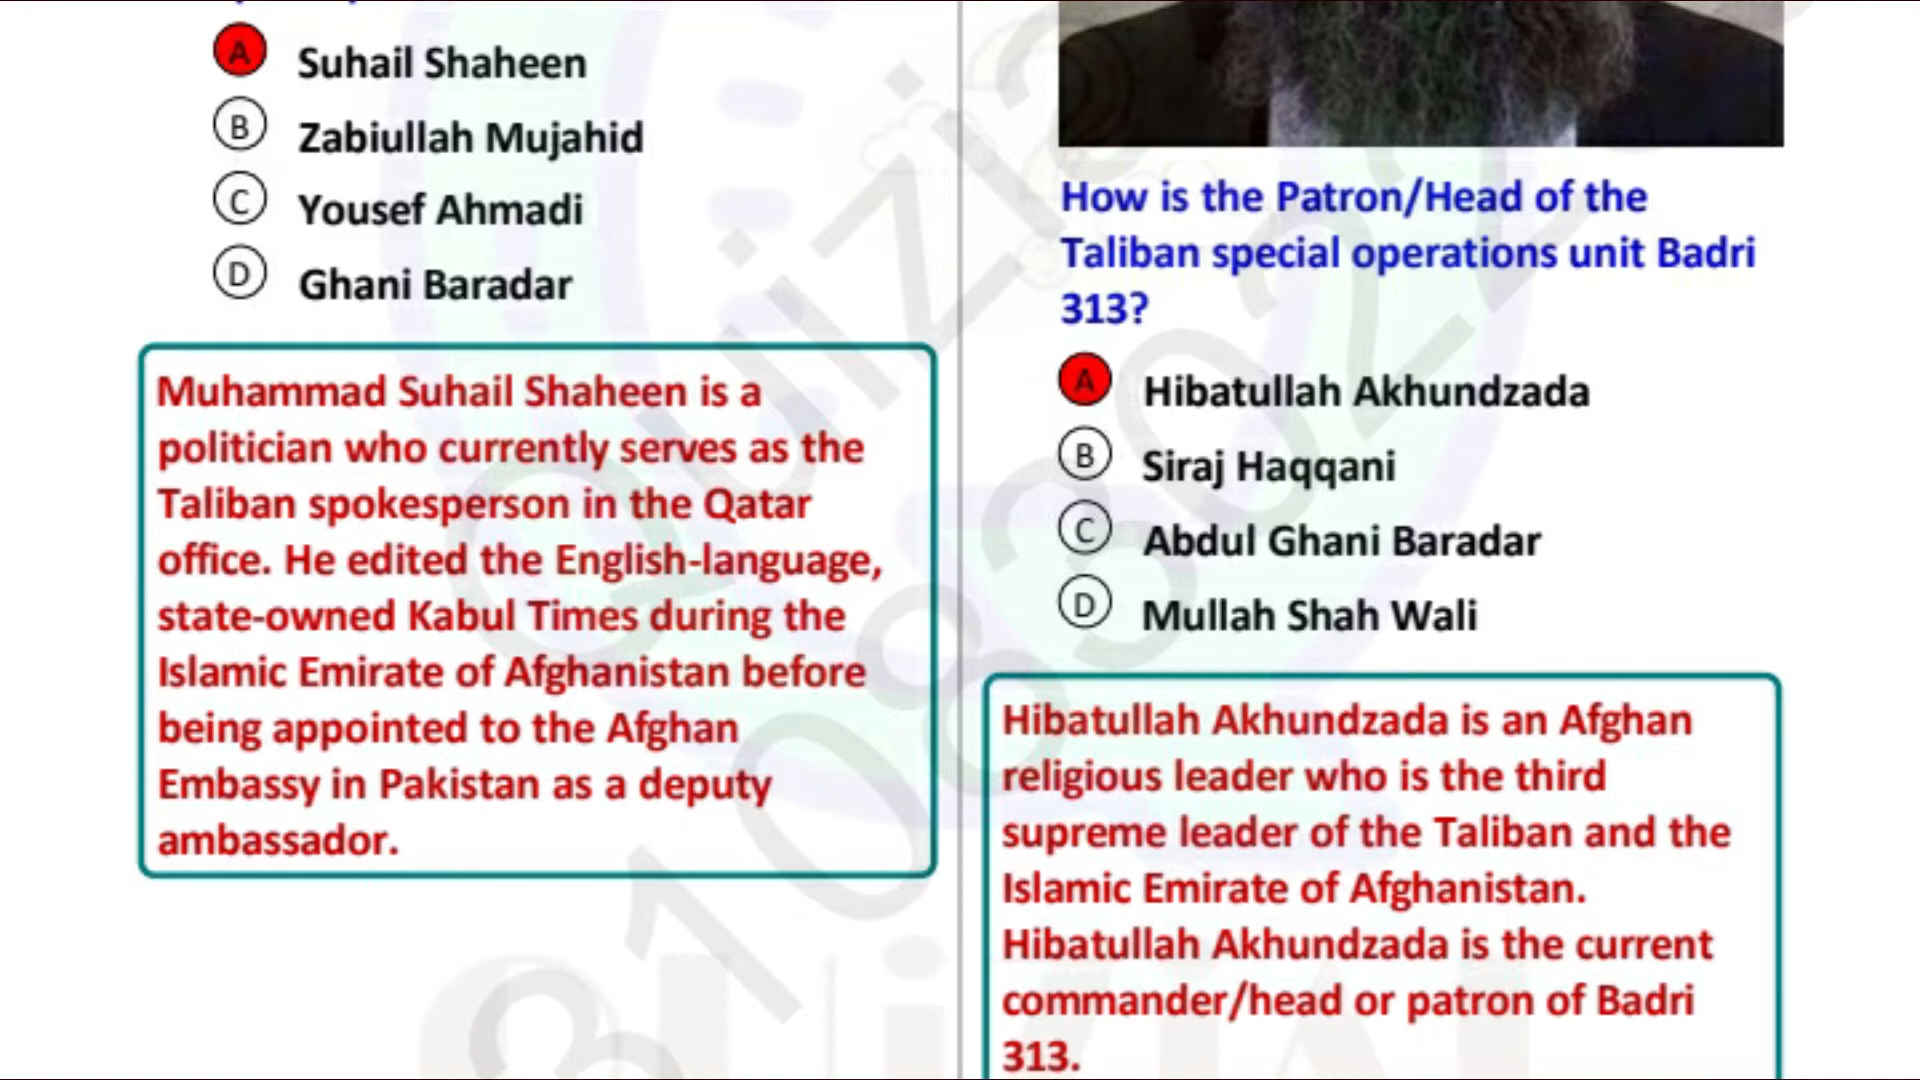 A Suhail Shaheen
B Zabiullah Mujahid
C Yousef Ahmadi
D Ghani Baradar
Muhammad Suhail Shaheen is a
politician who currently serves as the
Taliban spokesperson in the Qatar
office. He edited the English-language,
state-owned Kabul Times during the
Islamic Emirate of Afghanistan before
being appointed to the Afghan
Embassy in Pakistan as a deputy
ambassador.
How is the Patron/Head of the
Taliban special operations unit Badri
313?
A Hibatullah Akhundzada
B Siraj Haqqani
C Abdul Ghani Baradar
D Mullah Shah Wali
Hibatullah Akhundzada is an Afghan
religious leader who is the third
supreme leader of the Taliban and the
Islamic Emirate of Afghanistan.
Hibatullah Akhundzada is the current
commander/head or patron of Badri
313.